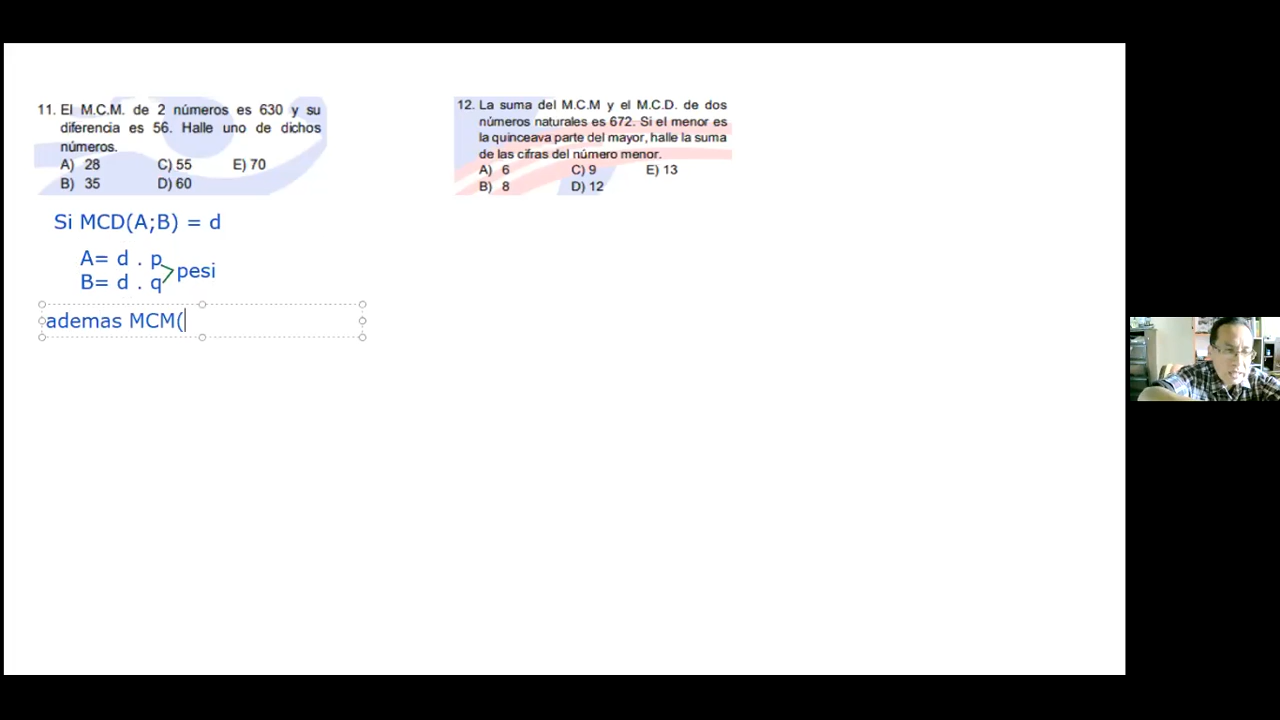 11. El M.C.M. de 2 números es 630 y su
diferencia es 56. Halle uno de dichos
números.
A) 28 C) 55 E) 70
B) 35 D) 60
Si MCD(A;B) = d
A= d . p
B= d . q
pesi
ademas MCM(
12. La suma del M.C.M y el M.C.D. de dos
números naturales es 672. Si el menor es
la quinceava parte del mayor, halle la suma
de las cifras del número menor.
A) 6 C) 9 E) 13
B) 8 D) 12